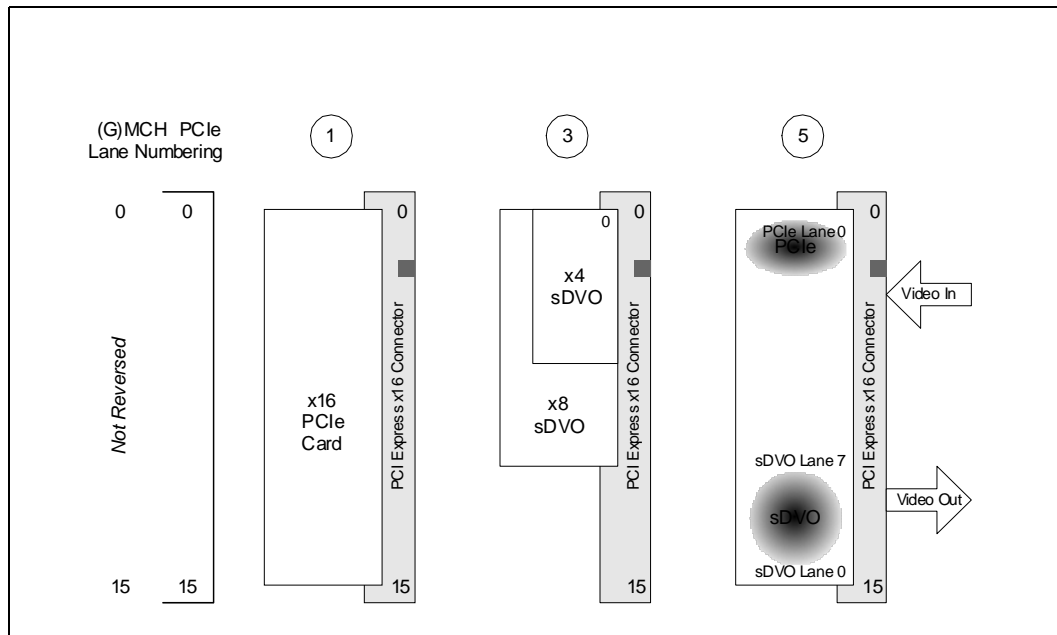 (G)MCH PCIe
Lane Numbering
0
0
Not Reversed
15
15
1
0
x16
PCIe
Card
PCI Express x16 Connector
15
3
0
0
x4
sDVO
x8
sDVO
PCI Express x16 Connector
15
5
0
PCIe Lane 0
PCIe
Video In
PCI Express x16 Connector
sDVO Lane 7
sDVO
Video Out
sDVO Lane 0
15